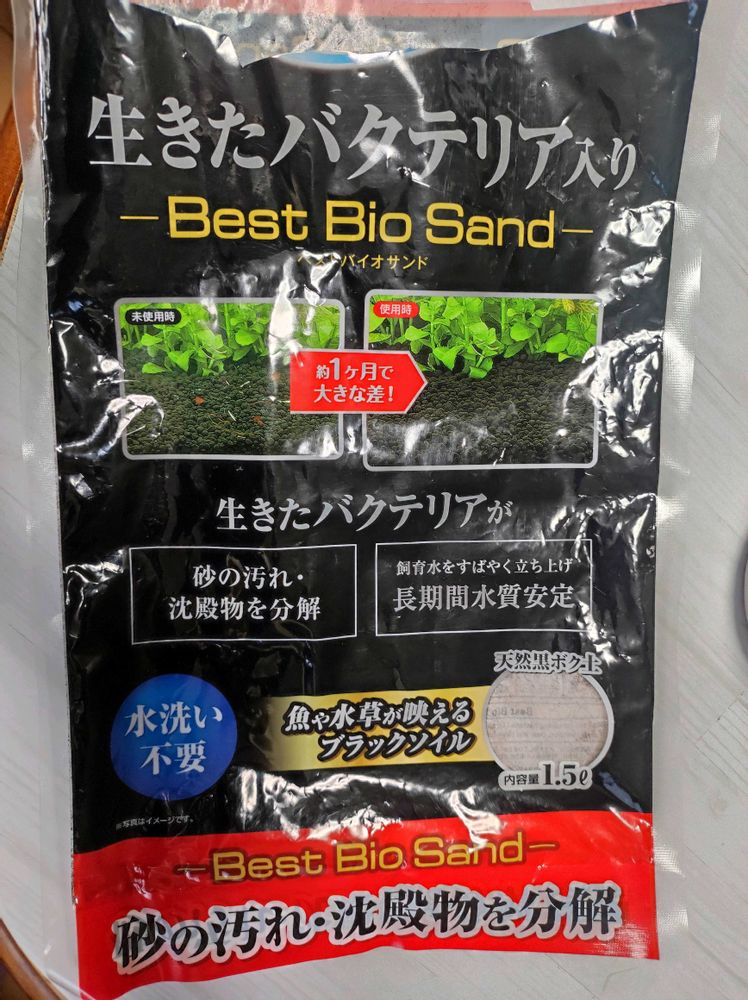 生きたバクテリア入り
Best Bio Sand
ベストバイオサンド
未使用時
使用時
約1ヶ月で
大きな差!
生きたバクテリアが
砂の汚れ・
沈殿物を分解
飼育水をすばやく立ち上げ
長期間水質安定
天然黒ボク土
水洗い
不要
魚や水草が映える
ブラックソイル
内容量1.5ℓ
※写真はイメージです。
Best Bio Sand
砂の汚れ・沈殿物を分解